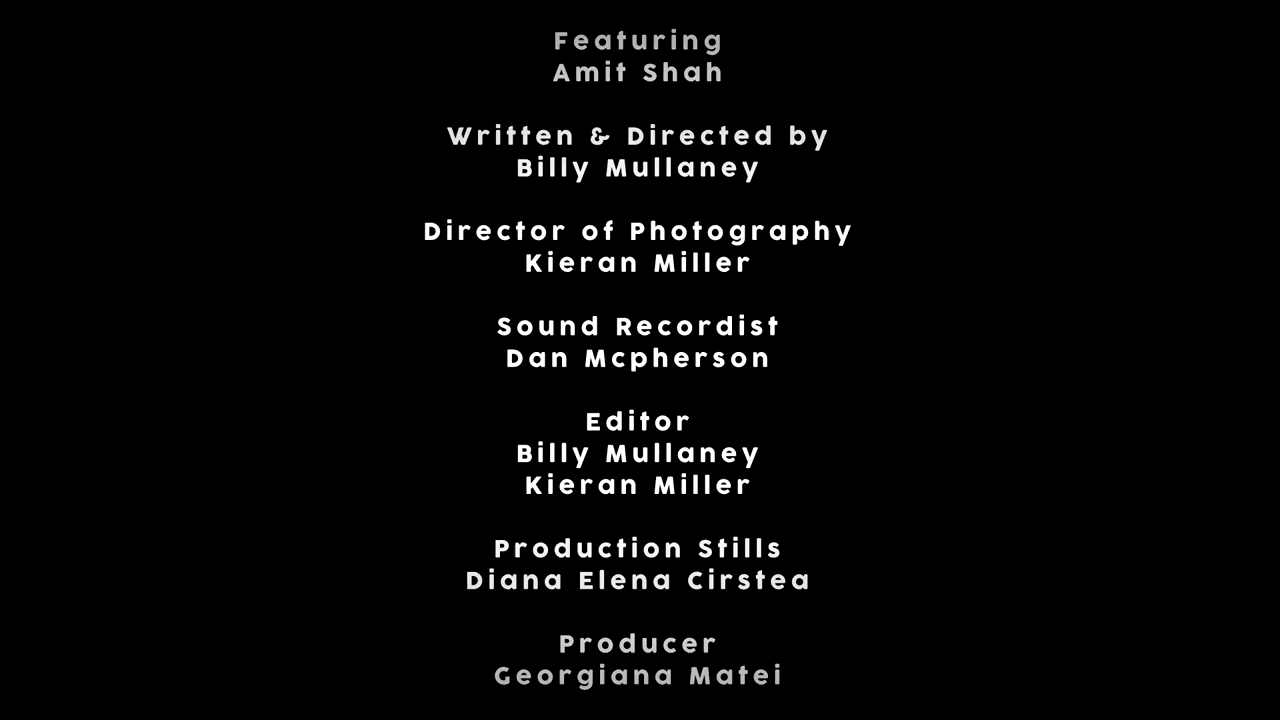 Featuring
Amit Shah
Written & Directed by
Billy Mullaney
Director of Photography
Kieran Miller
Sound Recordist
Dan Mcpherson
Editor
Billy Mullaney
Kieran Miller
Production Stills
Diana Elena Cirstea
Producer
Georgiana Matei